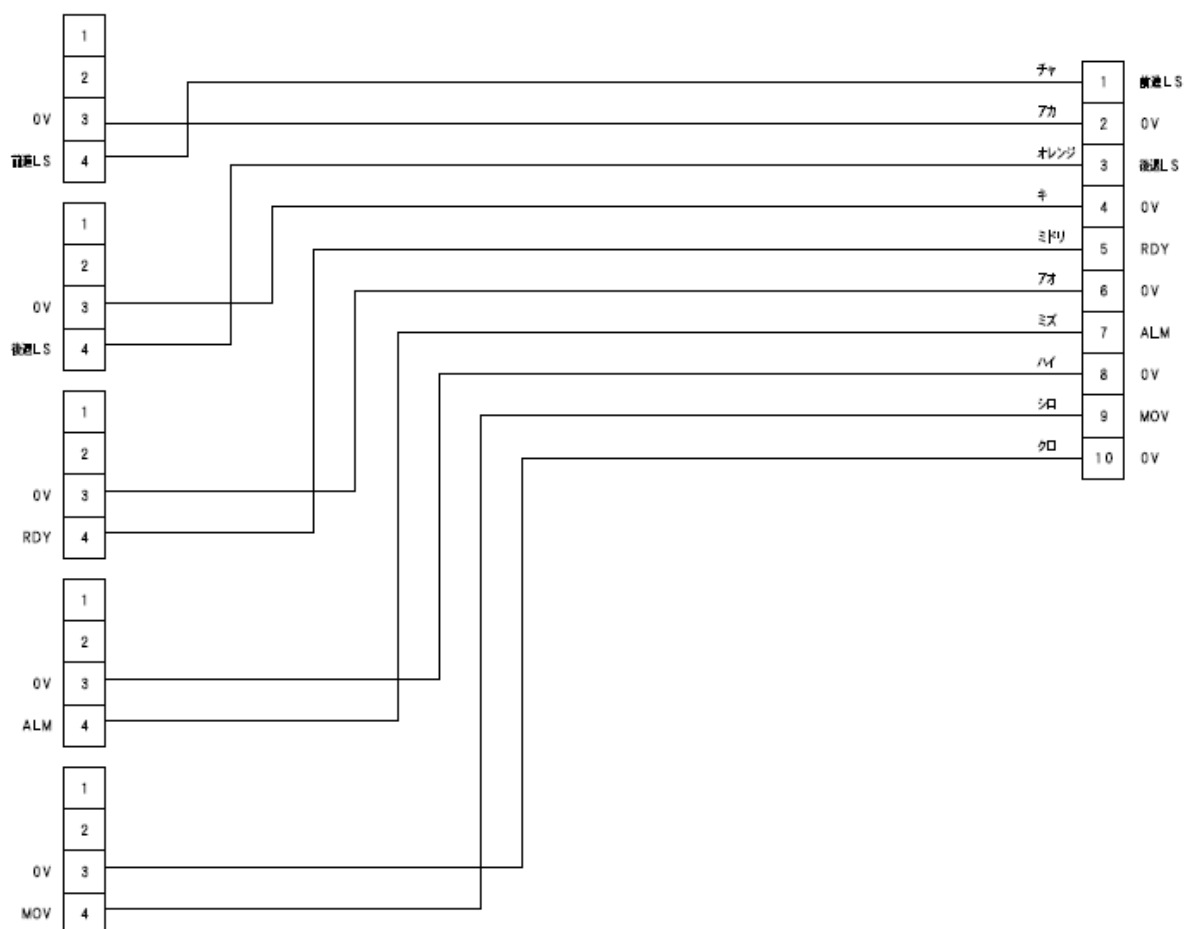 1
2
0V 3
前進LS 4
1
2
0V 3
後退LS 4
1
2
0V 3
RDY 4
1
2
0V 3
ALM 4
1
2
0V 3
MOV 4
チャ 1 前進LS
アカ 2 0V
オレンジ 3 後退LS
キ 4 0V
ミドリ 5 RDY
アオ 6 0V
ミズ 7 ALM
ハイ 8 0V
シロ 9 MOV
クロ 10 0V